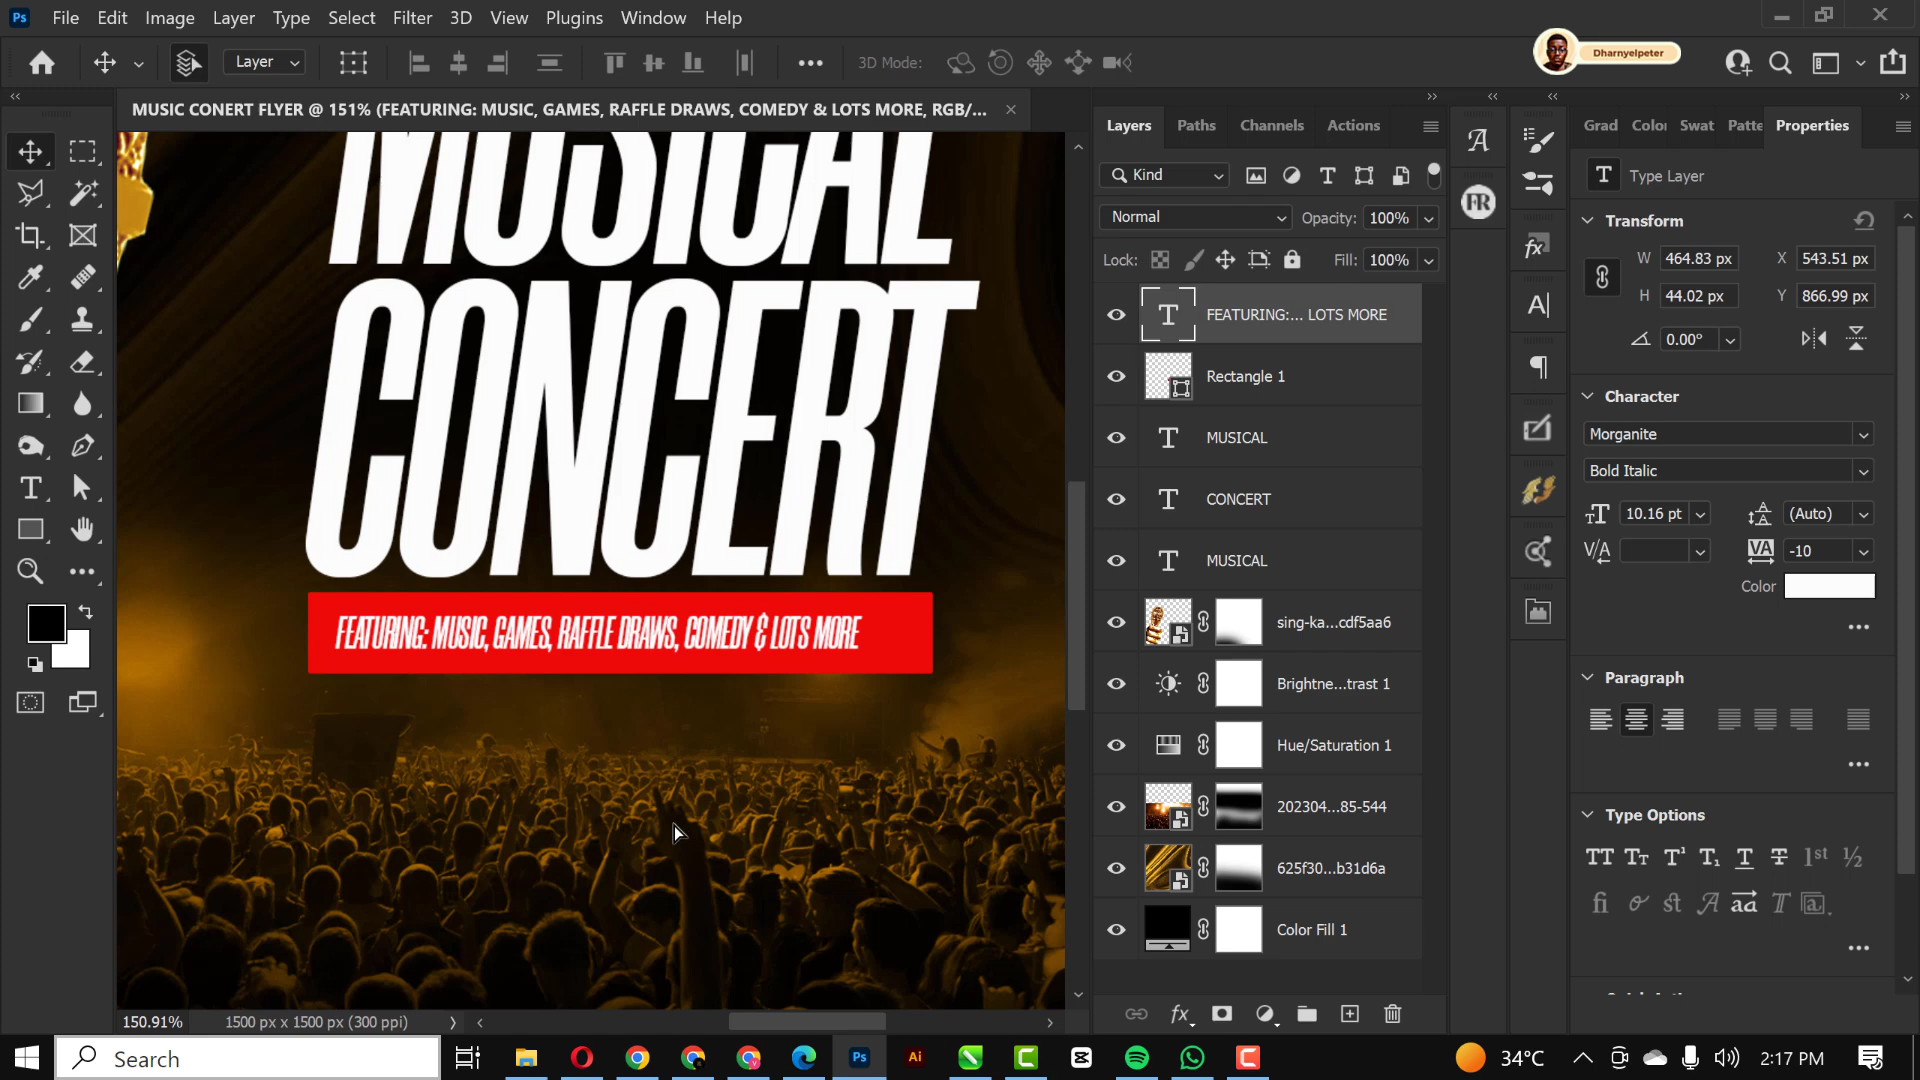 Ps File Edit Image Layer Type Select Filter 3D View Plugins Window Help
Layer 3D Mode: Dharnyelpeter
MUSIC CONERT FLYER @ 151% (FEATURING: MUSIC, GAMES, RAFFLE DRAWS, COMEDY & LOTS MORE, RGB/...
MUSICAL
CONCERT
FEATURING: MUSIC, GAMES, RAFFLE DRAWS, COMEDY & LOTS MORE
150.91% 1500 px x 1500 px (300 ppi)
Layers Paths Channels Actions
Kind
Normal Opacity: 100%
Lock: Fill: 100%
FEATURING:... LOTS MORE
Rectangle 1
MUSICAL
CONCERT
MUSICAL
sing-ka...cdf5aa6
Brightne...trast 1
Hue/Saturation 1
202304...85-544
625f30...b31d6a
Color Fill 1
FR
Grad Color Swat Patte Properties
Type Layer
Transform
W 464.83 px X 543.51 px
H 44.02 px Y 866.99 px
0.00°
Character
Morganite
Bold Italic
10.16 pt (Auto)
-10
Color
Paragraph
Type Options
Search
Ps Ai
34°C 2:17 PM